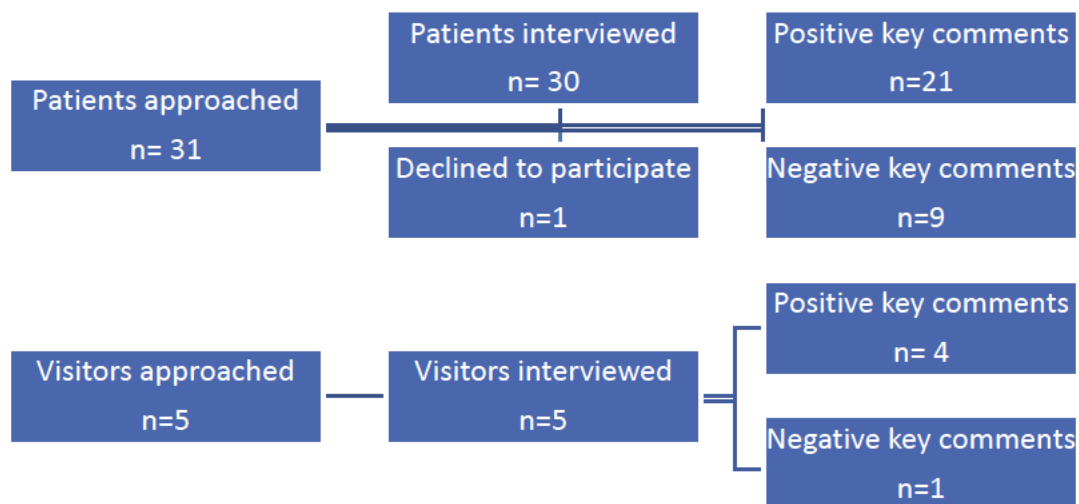 Patients approached
n= 31
Patients interviewed
n= 30
Declined to participate
n=1
Positive key comments
n=21
Negative key comments
n=9
Visitors approached
n=5
Visitors interviewed
n=5
Positive key comments
n= 4
Negative key comments
n=1